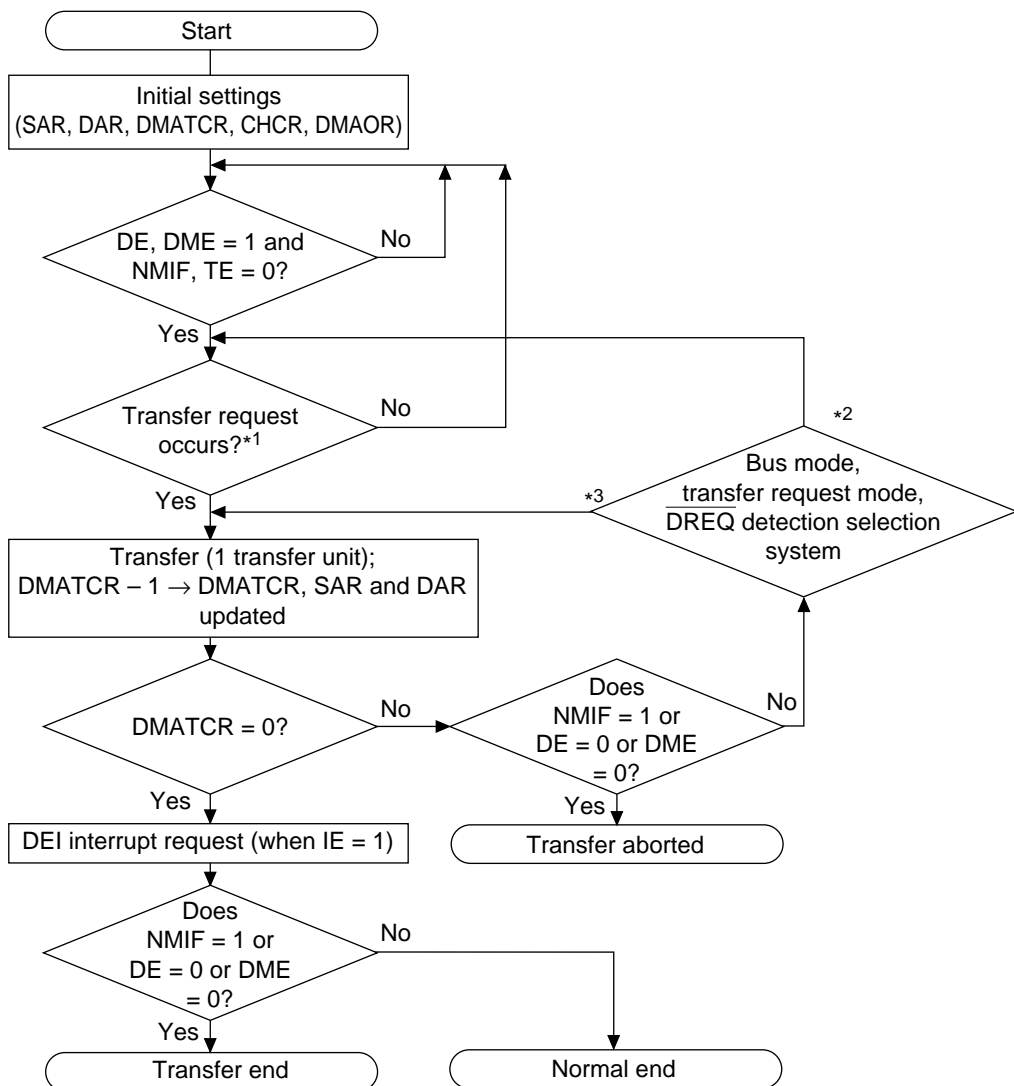 Start
Initial settings
(SAR, DAR, DMATCR, CHCR, DMAOR)
DE, DME = 1 and
NMIF, TE = 0?
No
Yes
Transfer request
occurs?*1
No
Yes
*2
Bus mode,
transfer request mode,
DREQ detection selection
system
*3
Transfer (1 transfer unit);
DMATCR – 1 → DMATCR, SAR and DAR
updated
DMATCR = 0?
No
Does
NMIF = 1 or
DE = 0 or DME
= 0?
No
Yes
Yes
DEI interrupt request (when IE = 1)
Transfer aborted
Does
NMIF = 1 or
DE = 0 or DME
= 0?
No
Yes
Transfer end
Normal end